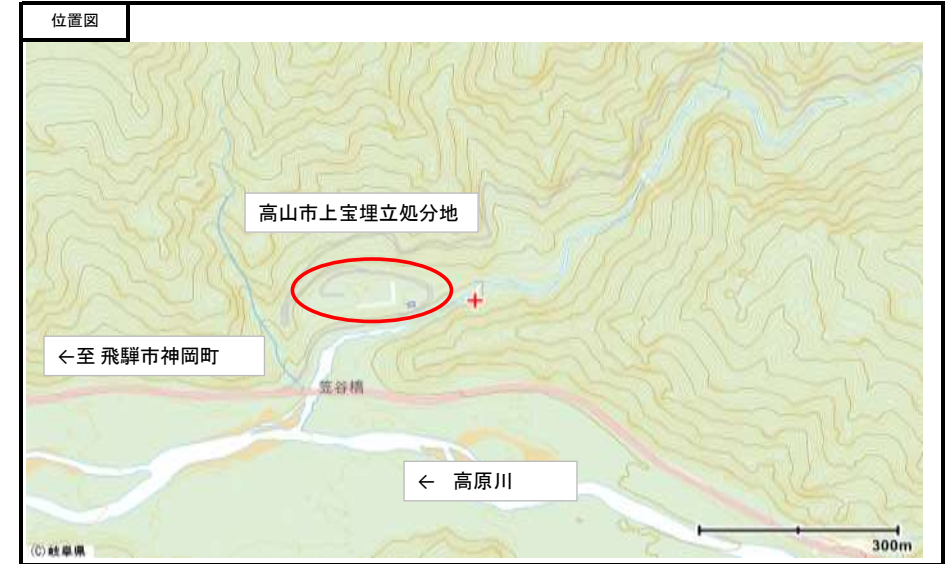 位置図
高山市上宝埋立処分地
←至 飛騨市神岡町
笠谷橋
← 高原川
300m
(C)岐阜県